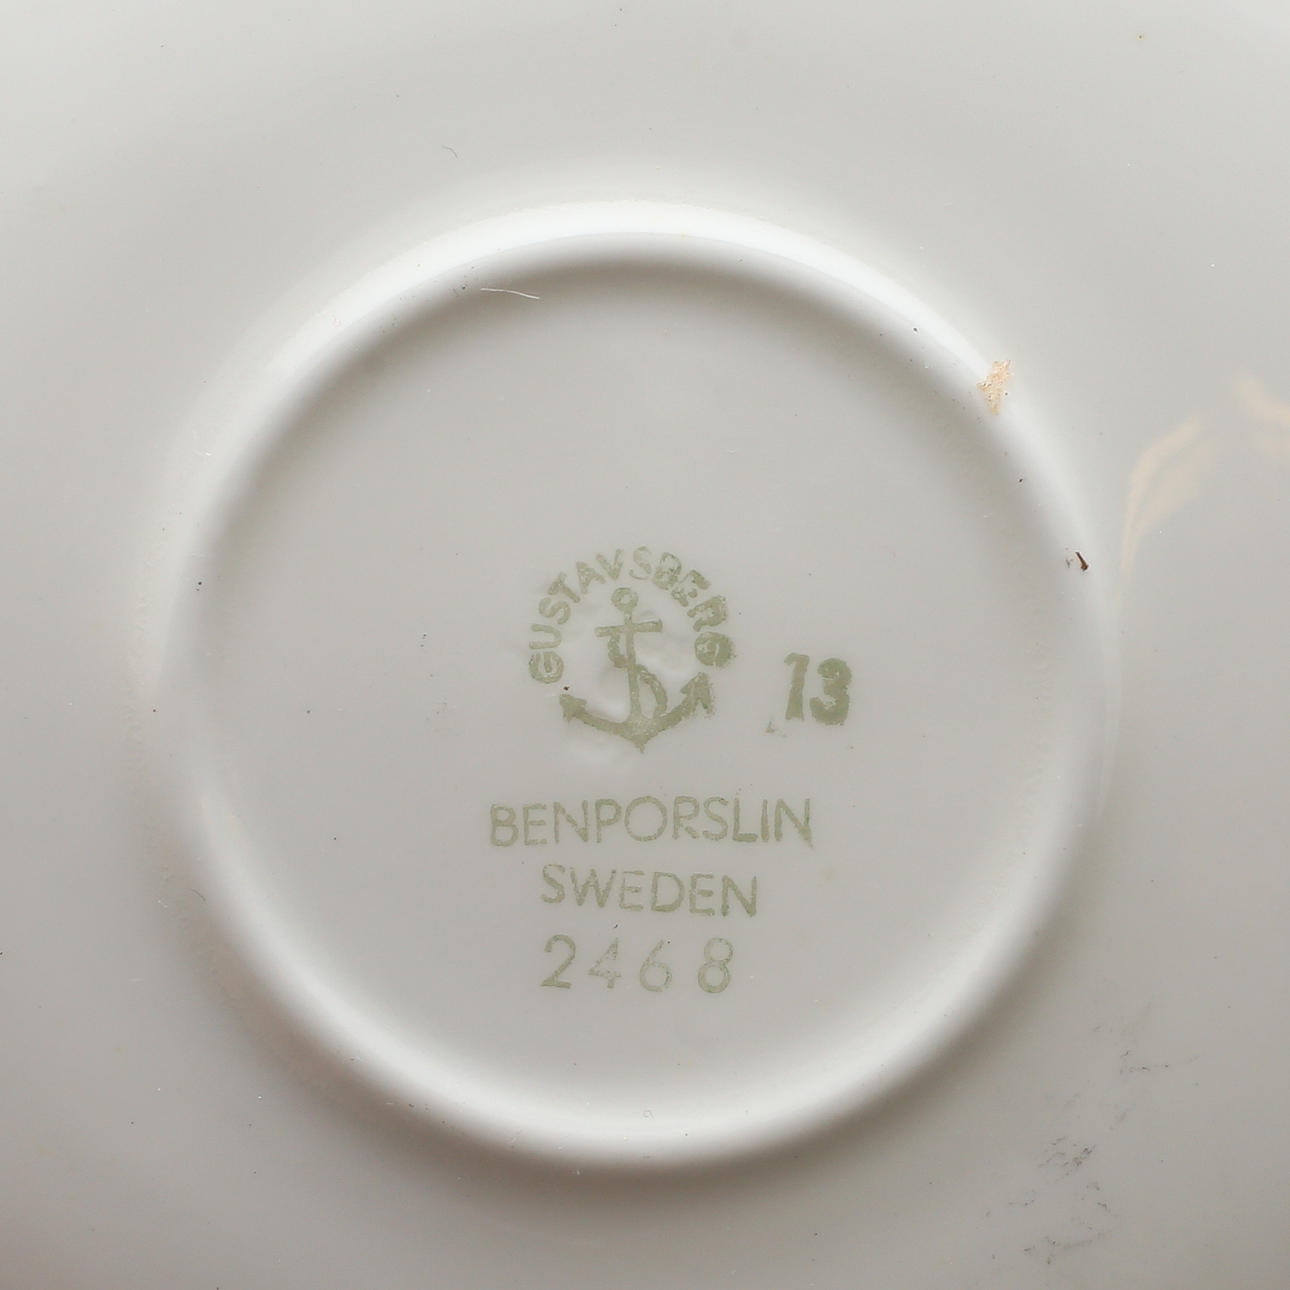 GUSTAVSBERG
13
BENPORSLIN
SWEDEN
2468